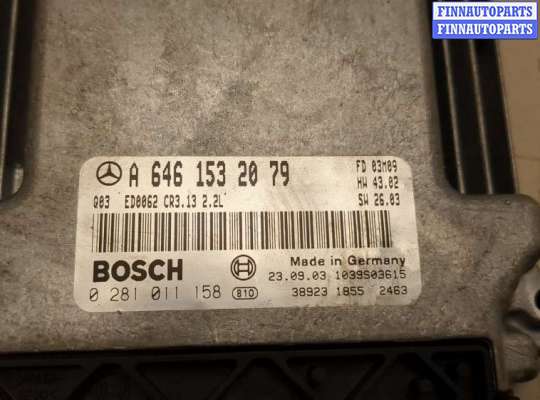 FINNAUTOPARTS
FINNAUTOPARTS
A 646 153 20 79
FD 03M09
Q03 ED0062 CR3.13 2.2L
HW 43.02
SW 26.03
BOSCH
Made in Germany
23.09.03 1039S03615
0 281 011 158 810
38923 1855 2463